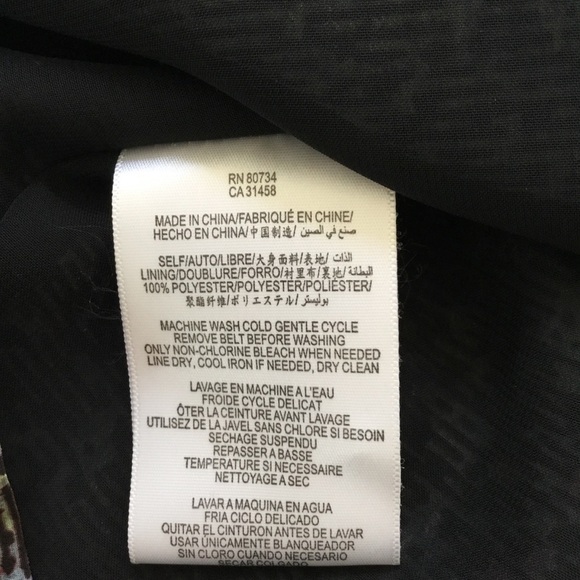 RN 80734
CA 31458
MADE IN CHINA/FABRIQUÉ EN CHINE/
HECHO EN CHINA/中国制造/ صنع في الصين
SELF/AUTO/LIBRE/大身面料/表地/ الذات
LINING/DOUBLURE/FORRO/衬里布/裏地/ البطانة
100% POLYESTER/POLYESTER/POLIÉSTER/
聚酯纤维/ポリエステル/ بوليستر
MACHINE WASH COLD GENTLE CYCLE
REMOVE BELT BEFORE WASHING
ONLY NON-CHLORINE BLEACH WHEN NEEDED
LINE DRY, COOL IRON IF NEEDED, DRY CLEAN
LAVAGE EN MACHINE A L'EAU
FROIDE CYCLE DELICAT
ÔTER LA CEINTURE AVANT LAVAGE
UTILISEZ DE LA JAVEL SANS CHLORE SI BESOIN
SECHAGE SUSPENDU
REPASSER A BASSE
TEMPERATURE SI NECESSAIRE
NETTOYAGE A SEC
LAVAR A MAQUINA EN AGUA
FRIA CICLO DELICADO
QUITAR EL CINTURON ANTES DE LAVAR
USAR ÚNICAMENTE BLANQUEADOR
SIN CLORO CUANDO NECESARIO
SECAR COLGADO